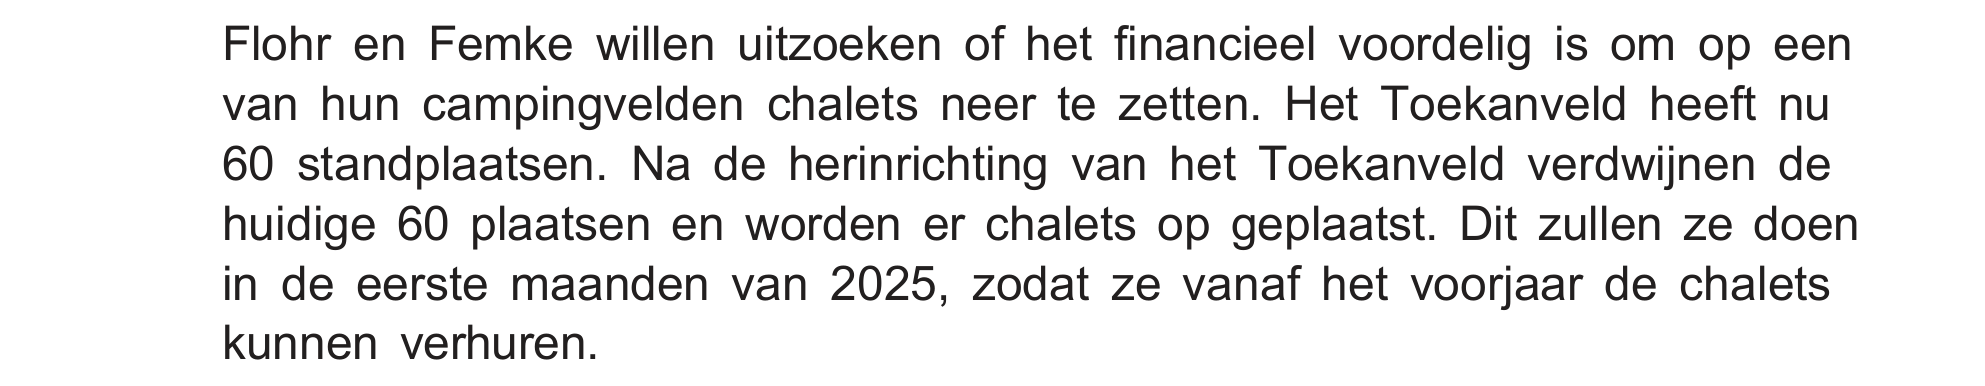 Flohr en Femke willen uitzoeken of het financieel voordelig is om op een
van hun campingvelden chalets neer te zetten. Het Toekanveld heeft nu
60 standplaatsen. Na de herinrichting van het Toekanveld verdwijnen de
huidige 60 plaatsen en worden er chalets op geplaatst. Dit zullen ze doen
in de eerste maanden van 2025, zodat ze vanaf het voorjaar de chalets
kunnen verhuren.